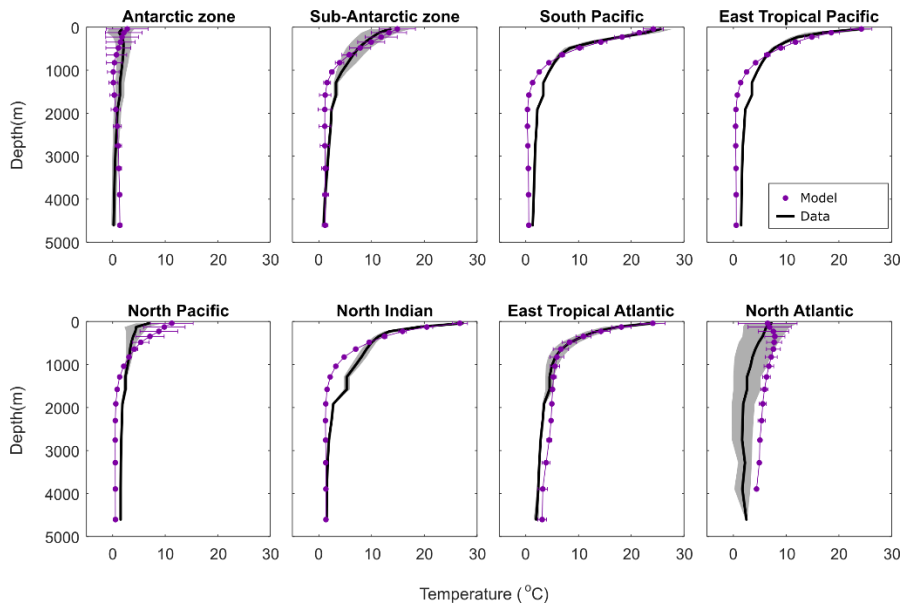 Antarctic zone
Sub-Antarctic zone
South Pacific
East Tropical Pacific
0
1000
2000
3000
4000
5000
Depth(m)
0 10 20 30
0 10 20 30
0 10 20 30
0 10 20 30
Model
Data
North Pacific
North Indian
East Tropical Atlantic
North Atlantic
0
1000
2000
3000
4000
5000
Depth(m)
0 10 20 30
0 10 20 30
0 10 20 30
0 10 20 30
Temperature (°C)